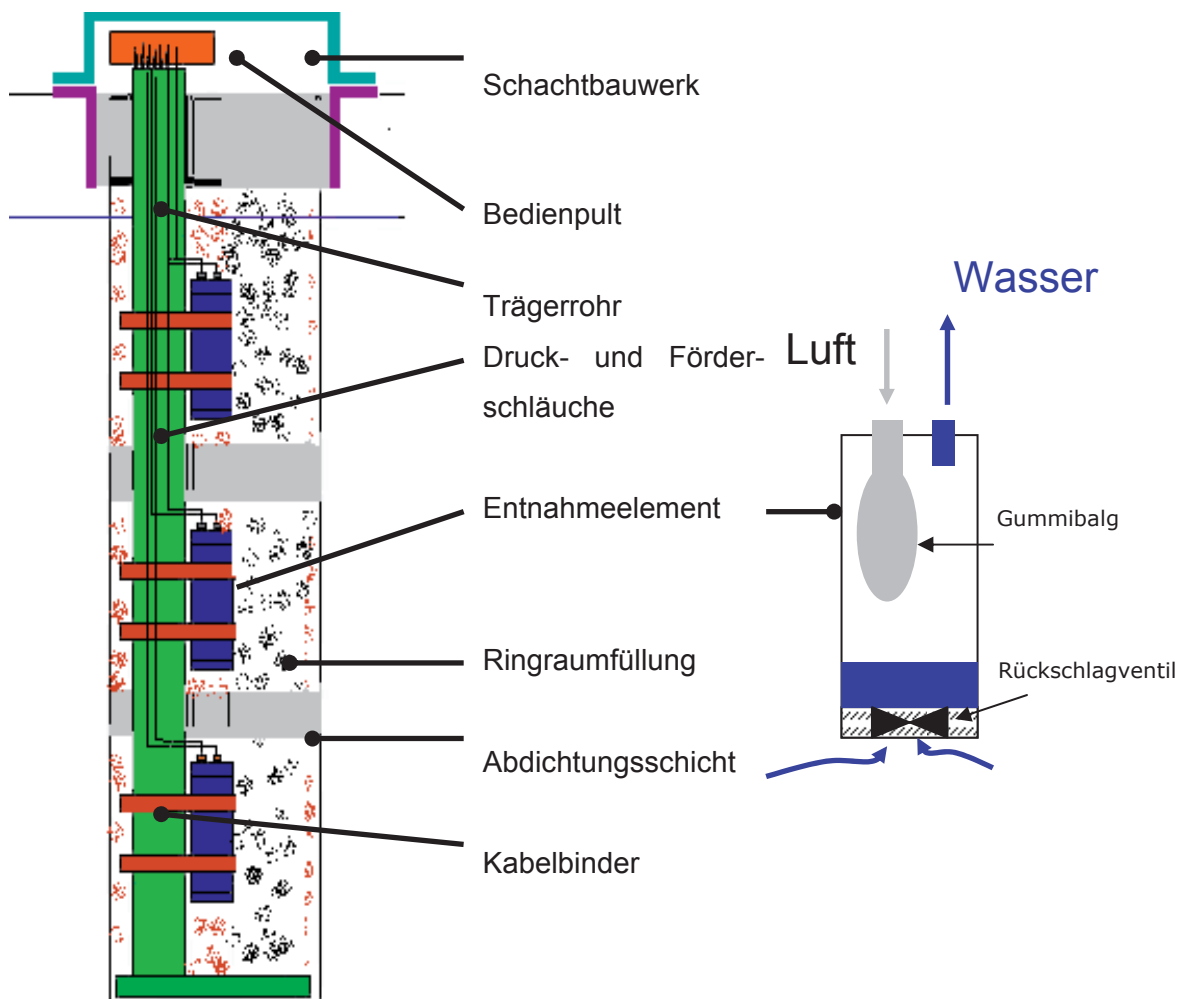 Schachtbauwerk
Bedienpult
Trägerrohr
Druck- und Förder-
schläuche
Entnahmeelement
Ringraumfüllung
Abdichtungsschicht
Kabelbinder
Wasser
Luft
Gummibalg
Rückschlagventil